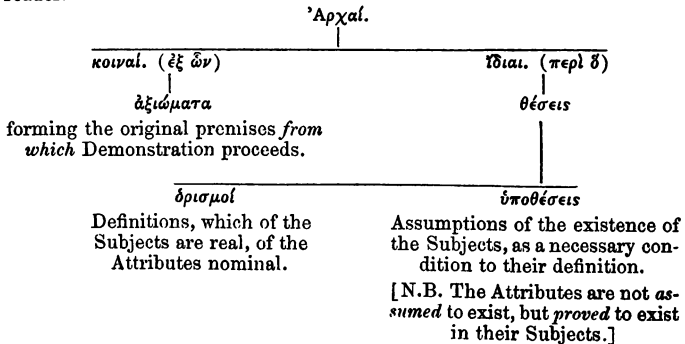 Ἀρχαί.
κοιναί. (ἐξ ὧν)
ἴδιαι. (περὶ ὅ)
ἀξιώματα
θέσεις
forming the original premises from
which Demonstration proceeds.
ὁρισμοί
ὑποθέσεις
Definitions, which of the
Subjects are real, of the
Attributes nominal.
Assumptions of the existence of
the Subjects, as a necessary con-
dition to their definition.
[N.B. The Attributes are not as-
sumed to exist, but proved to exist
in their Subjects.]